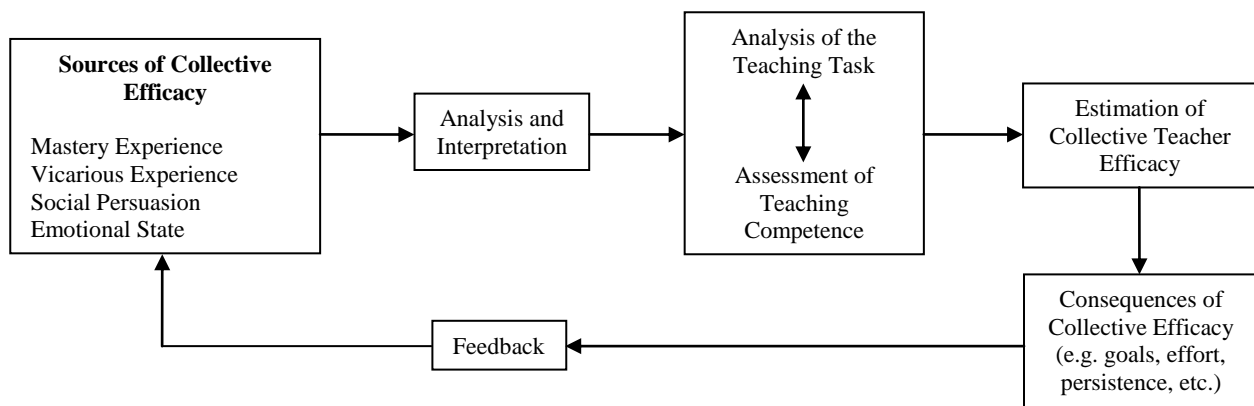 Sources of Collective
Efficacy
Mastery Experience
Vicarious Experience
Social Persuasion
Emotional State
Analysis and
Interpretation
Analysis of the
Teaching Task
Assessment of
Teaching
Competence
Estimation of
Collective Teacher
Efficacy
Consequences of
Collective Efficacy
(e.g. goals, effort,
persistence, etc.)
Feedback